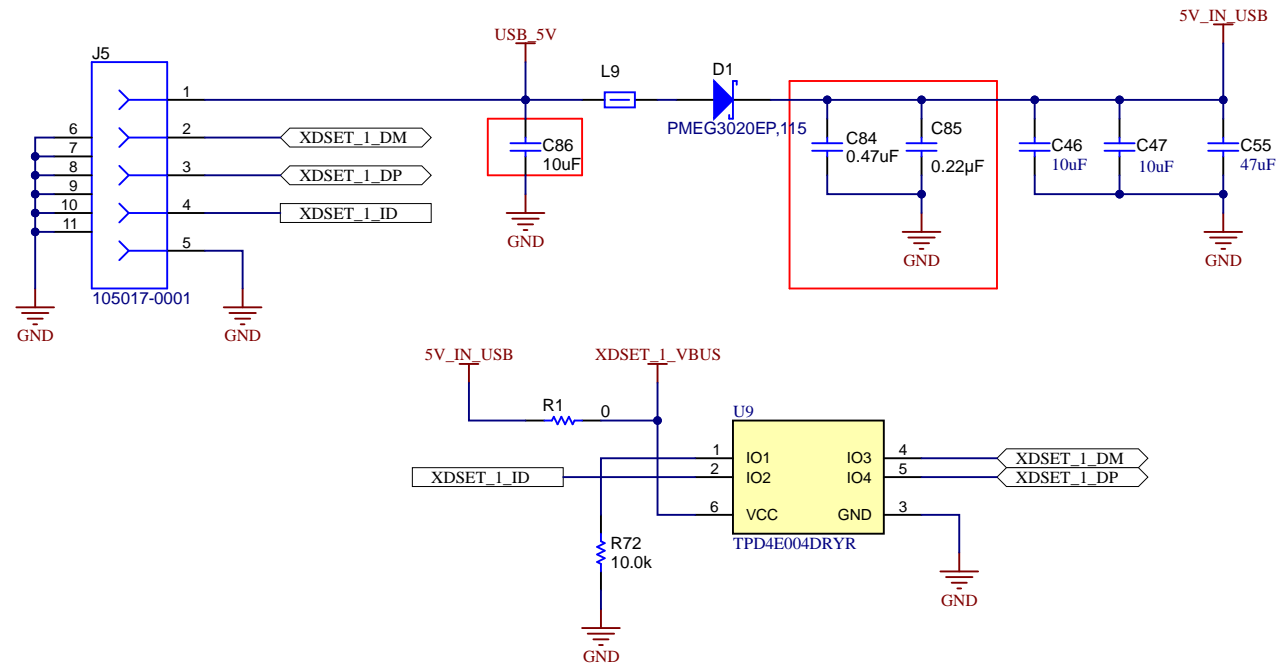 5V_IN_USB
USB_5V
J5
L9
D1
1
PMEG3020EP,115
6
2
XDSET_1_DM
7
C86
10uF
C84
0.47uF
C85
0.22µF
C46
10uF
C47
10uF
C55
47uF
8
3
XDSET_1_DP
9
10
4
XDSET_1_ID
11
GND
5
GND
GND
105017-0001
GND
GND
5V_IN_USB
XDSET_1_VBUS
R1
0
U9
1
IO1
IO3
4
XDSET_1_DM
XDSET_1_ID
2
IO2
IO4
5
XDSET_1_DP
6
VCC
GND
3
TPD4E004DRYR
R72
10.0k
GND
GND